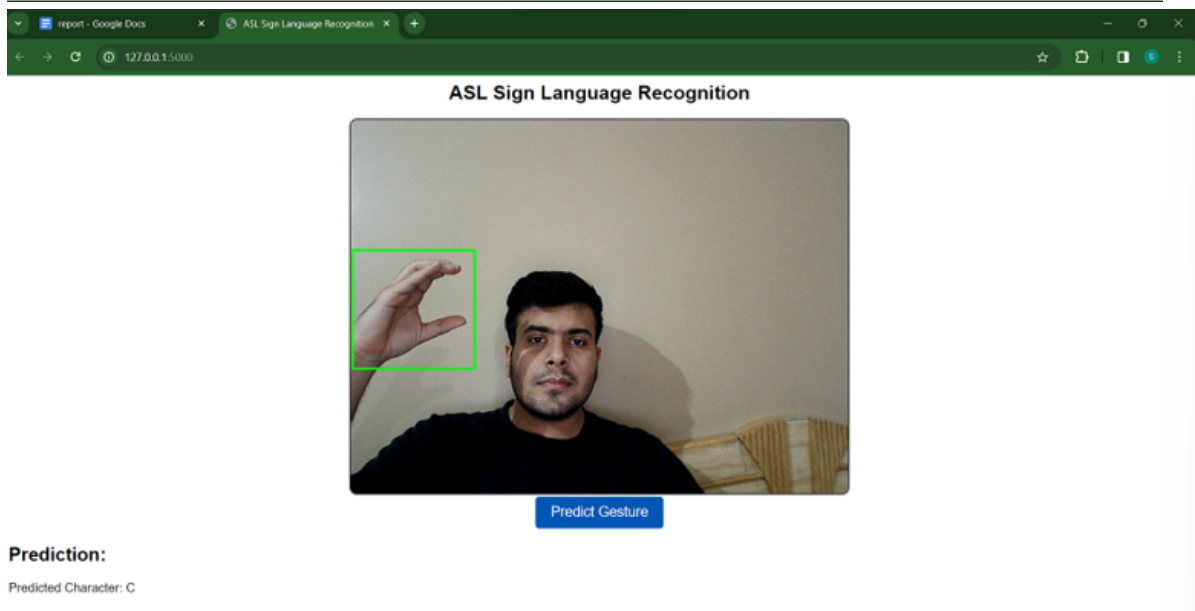 report - Google Docs
ASL Sign Language Recognition
127.0.0.1:5000
S
ASL Sign Language Recognition
Predict Gesture
Prediction:
Predicted Character: C